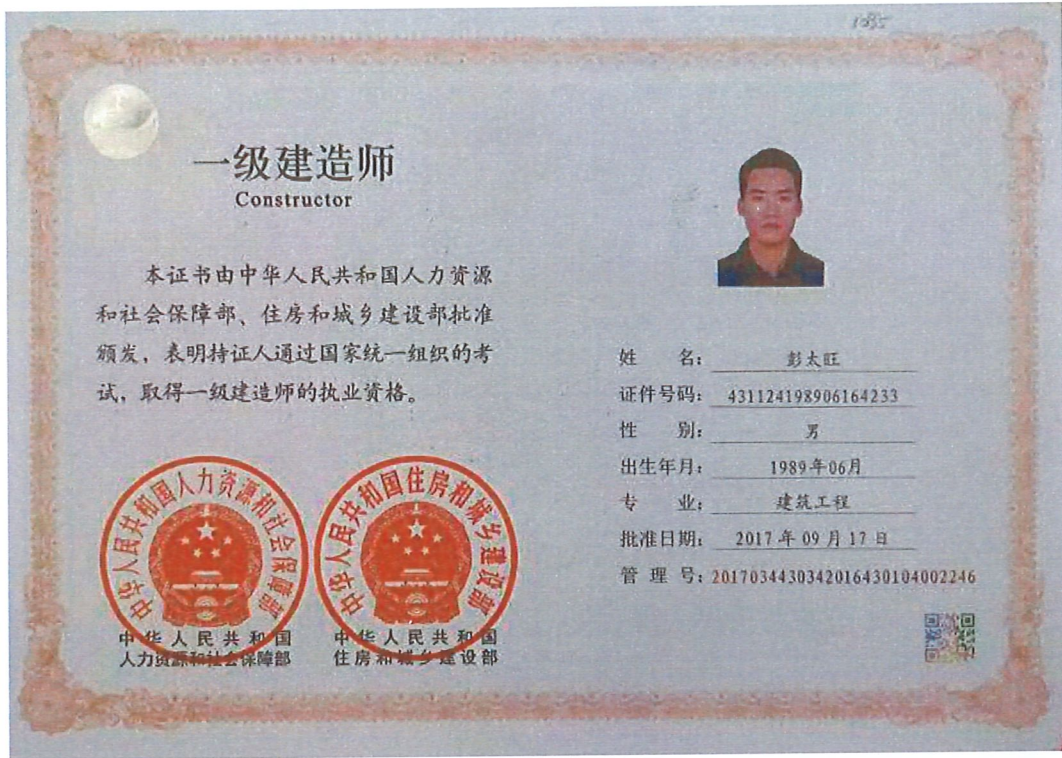 1095
一级建造师
Constructor
本证书由中华人民共和国人力资源
和社会保障部、住房和城乡建设部批准
颁发，表明持证人通过国家统一组织的考
试，取得一级建造师的执业资格。
中华人民共和国人力资源和社会保障部
中华人民共和国
人力资源和社会保障部
中华人民共和国住房和城乡建设部
中华人民共和国
住房和城乡建设部
姓 名： 彭太旺
证件号码： 431124198906164233
性 别： 男
出生年月： 1989年06月
专 业： 建筑工程
批准日期： 2017年09月17日
管 理 号： 2017034430342016430104002246